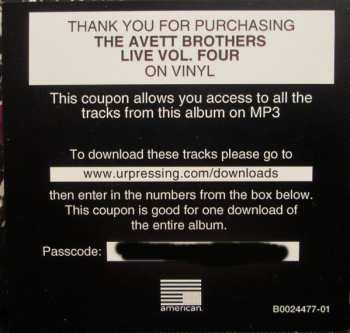 THANK YOU FOR PURCHASING
THE AVETT BROTHERS
LIVE VOL. FOUR
ON VINYL
This coupon allows you access to all the
tracks from this album on MP3
To download these tracks please go to
www.urpressing.com/downloads
then enter in the numbers from the box below.
This coupon is good for one download of
the entire album.
Passcode:
american
B0024477-01